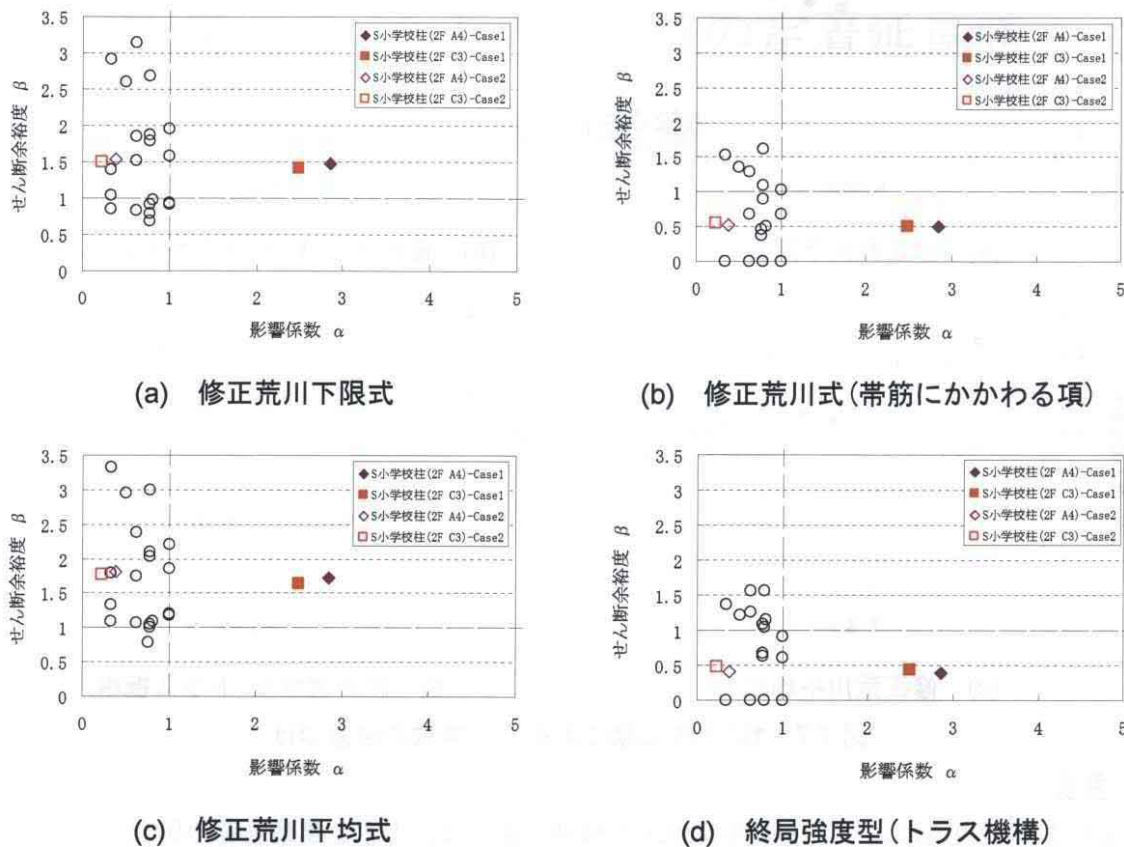 3.5
3
2.5
2
1.5
1
0.5
0
せん断余裕度 β
◆S小学校柱(2F A4)-Case1
■S小学校柱(2F C3)-Case1
◇S小学校柱(2F A4)-Case2
□S小学校柱(2F C3)-Case2
0 1 2 3 4 5
影響係数 α
(a) 修正荒川下限式
3.5
3
2.5
2
1.5
1
0.5
0
せん断余裕度 β
◆S小学校柱(2F A4)-Case1
■S小学校柱(2F C3)-Case1
◇S小学校柱(2F A4)-Case2
□S小学校柱(2F C3)-Case2
0 1 2 3 4 5
影響係数 α
(b) 修正荒川式(帯筋にかかわる項)
3.5
3
2.5
2
1.5
1
0.5
0
せん断余裕度 β
◆S小学校柱(2F A4)-Case1
■S小学校柱(2F C3)-Case1
◇S小学校柱(2F A4)-Case2
□S小学校柱(2F C3)-Case2
0 1 2 3 4 5
影響係数 α
(c) 修正荒川平均式
3.5
3
2.5
2
1.5
1
0.5
0
せん断余裕度 β
◆S小学校柱(2F A4)-Case1
■S小学校柱(2F C3)-Case1
◇S小学校柱(2F A4)-Case2
□S小学校柱(2F C3)-Case2
0 1 2 3 4 5
影響係数 α
(d) 終局強度型(トラス機構)